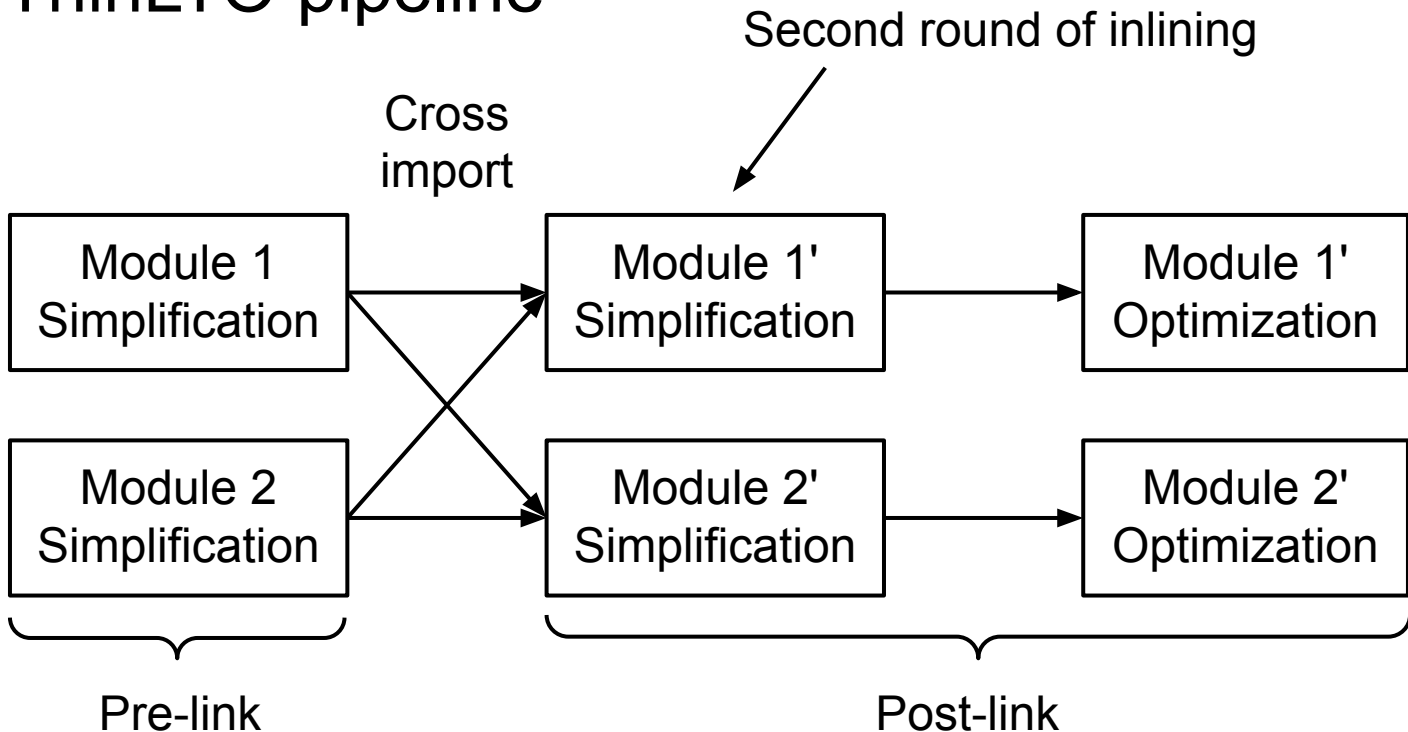 ThinLTO pipeline
Second round of inlining
Cross
import
Module 1
Simplification
Module 1'
Simplification
Module 1'
Optimization
Module 2
Simplification
Module 2'
Simplification
Module 2'
Optimization
Pre-link
Post-link